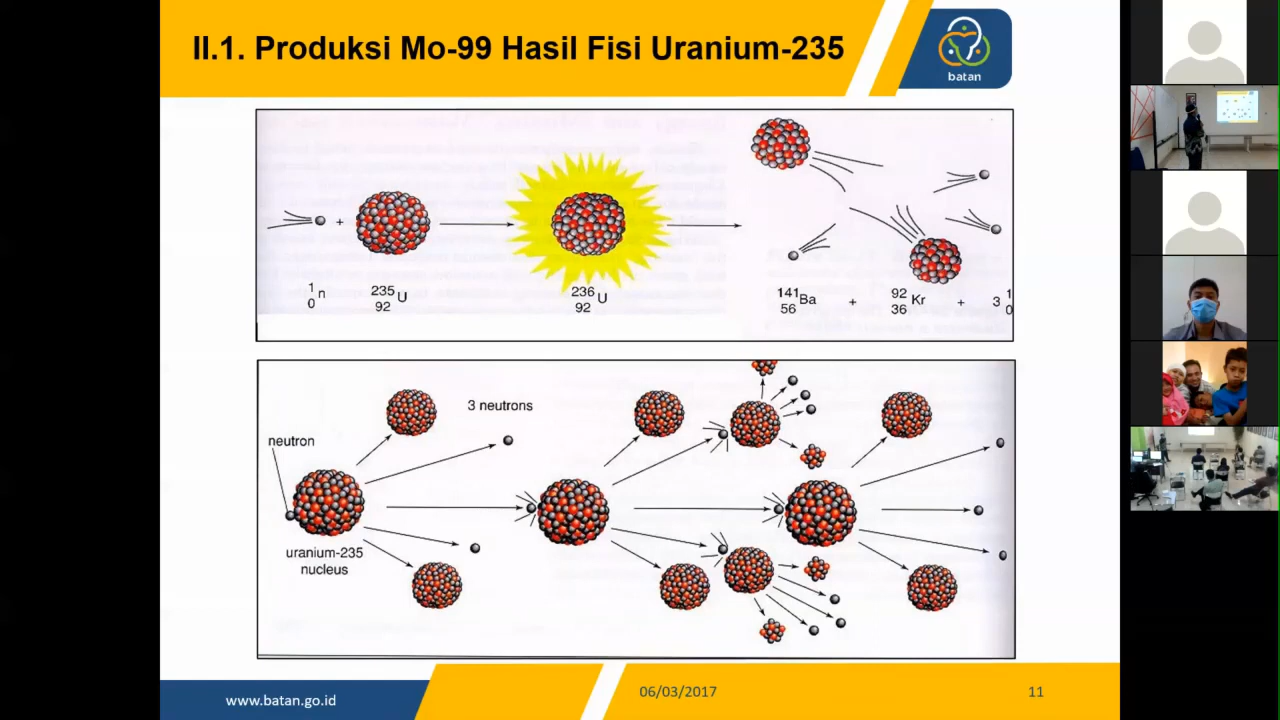 II.1. Produksi Mo-99 Hasil Fisi Uranium-235
batan
1
0 n
+
235
92 U
236
92 U
141
56 Ba
+
92
36 Kr
+
3 1
0
3 neutrons
neutron
uranium-235
nucleus
www.batan.go.id
06/03/2017
11